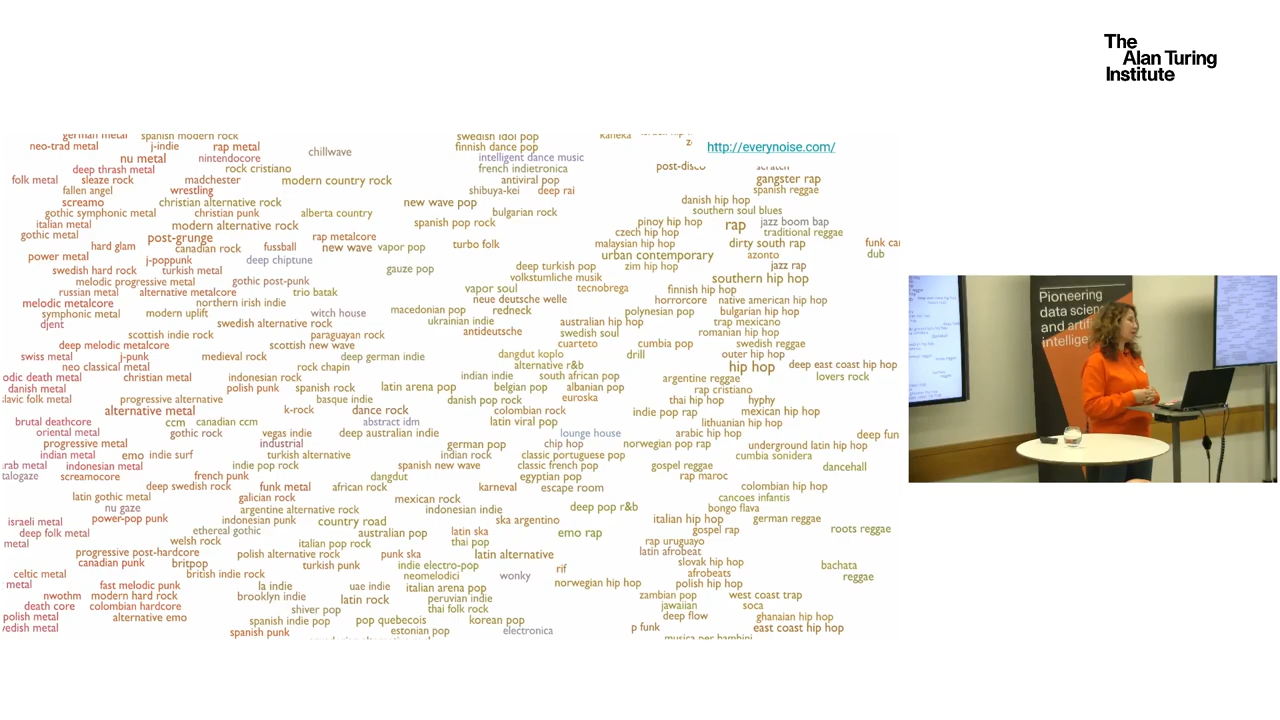 The
Alan Turing
Institute
http://everynoise.com/
german metal spanish modern rock swedish idol pop kaneka
neo-trad metal j-indie rap metal chillwave finnish dance pop
nu metal nintendocore intelligent dance music
deep thrash metal rock cristiano french indietronica post-disco scratch
folk metal sleaze rock madchester modern country rock antiviral pop gangster rap
fallen angel wrestling shibuya-kei deep rai spanish reggae
screamo christian alternative rock new wave pop danish hip hop
gothic symphonic metal christian punk alberta country bulgarian rock southern soul blues
italian metal modern alternative rock spanish pop rock pinoy hip hop rap jazz boom bap
gothic metal post-grunge rap metalcore czech hip hop traditional reggae
hard glam canadian rock fussball new wave vapor pop turbo folk malaysian hip hop dirty south rap funk
power metal j-poppunk deep chiptune urban contemporary azonto dub
swedish hard rock turkish metal gauze pop deep turkish pop zim hip hop jazz rap
melodic progressive metal gothic post-punk volkstumliche musik southern hip hop
russian metal alternative metalcore trio batak vapor soul tecnobrega finnish hip hop
melodic metalcore northern irish indie neue deutsche welle horrorcore native american hip hop
symphonic metal modern uplift witch house macedonian pop redneck polynesian pop bulgarian hip hop
djent swedish alternative rock ukrainian indie australian hip hop trap mexicano
scottish indie rock paraguayan rock antideutsche swedish soul romanian hip hop
deep melodic metalcore scottish new wave cuarteto cumbia pop swedish reggae
swiss metal j-punk medieval rock deep german indie dangdut koplo drill outer hip hop
neo classical metal rock chapin alternative r&b hip hop deep east coast hip hop
odic death metal christian metal indonesian rock indian indie south african pop argentine reggae lovers rock
danish metal polish punk spanish rock latin arena pop belgian pop albanian pop rap cristiano
slavic folk metal progressive alternative basque indie danish pop rock euroska thai hip hop hyphy
alternative metal k-rock dance rock colombian rock indie pop rap mexican hip hop
brutal deathcore ccm canadian ccm abstract idm latin viral pop lithuanian hip hop
oriental metal gothic rock vegas indie deep australian indie lounge house arabic hip hop deep fun
progressive metal industrial german pop chip hop norwegian pop rap underground latin hip hop
indian metal emo indie surf turkish alternative indian rock classic portuguese pop cumbia sonidera
rab metal indonesian metal indie pop rock spanish new wave classic french pop gospel reggae dancehall
talogaze screamocore french punk dangdut egyptian pop rap maroc
deep swedish rock funk metal african rock karneval escape room colombian hip hop
latin gothic metal galician rock mexican rock cancoes infantis
nu gaze argentine alternative rock indonesian indie deep pop r&b bongo flava
israeli metal power-pop punk indonesian punk country road ska argentino italian hip hop german reggae
deep folk metal ethereal gothic australian pop latin ska emo rap gospel rap roots reggae
metal welsh rock italian pop rock thai pop rap uruguayo
progressive post-hardcore polish alternative rock punk ska latin alternative latin afrobeat
canadian punk britpop turkish punk indie electro-pop rif slovak hip hop bachata
celtic metal british indie rock neomelodici wonky afrobeats reggae
metal fast melodic punk la indie uae indie italian arena pop norwegian hip hop polish hip hop
nwothm modern hard rock brooklyn indie latin rock peruvian indie zambian pop west coast trap
death core colombian hardcore shiver pop thai folk rock jawaiian soca
polish metal alternative emo spanish indie pop pop quebecois korean pop deep flow ghanaian hip hop
vedish metal spanish punk estonian pop electronica p funk east coast hip hop
musica per bambini
Pioneering
data scien
and artifi
intellige